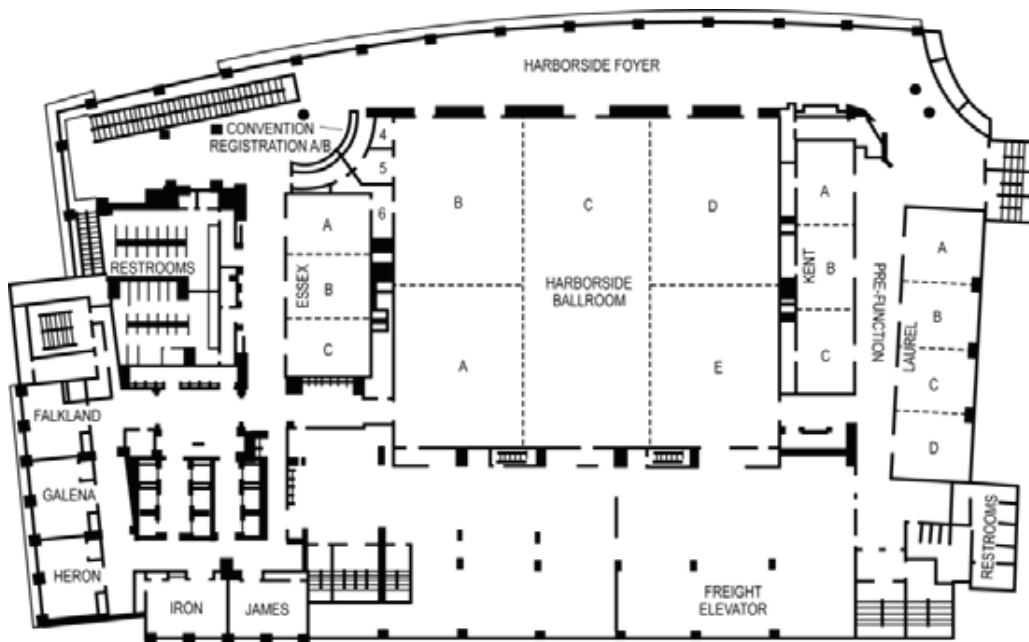 HARBORSIDE FOYER
CONVENTION
REGISTRATION A/B
4
5
6
B
C
D
HARBORSIDE
BALLROOM
A
E
A
B
C
ESSEX
A
B
C
KENT
PRE-FUNCTION
A
B
C
D
LAUREL
RESTROOMS
FALKLAND
GALENA
HERON
IRON
JAMES
FREIGHT
ELEVATOR
RESTROOMS